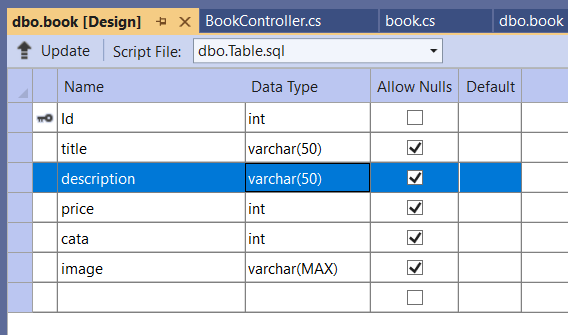 dbo.book [Design] BookController.cs book.cs dbo.book
Update Script File: dbo.Table.sql
Name Data Type Allow Nulls Default
Id int
title varchar(50)
description varchar(50)
price int
cata int
image varchar(MAX)